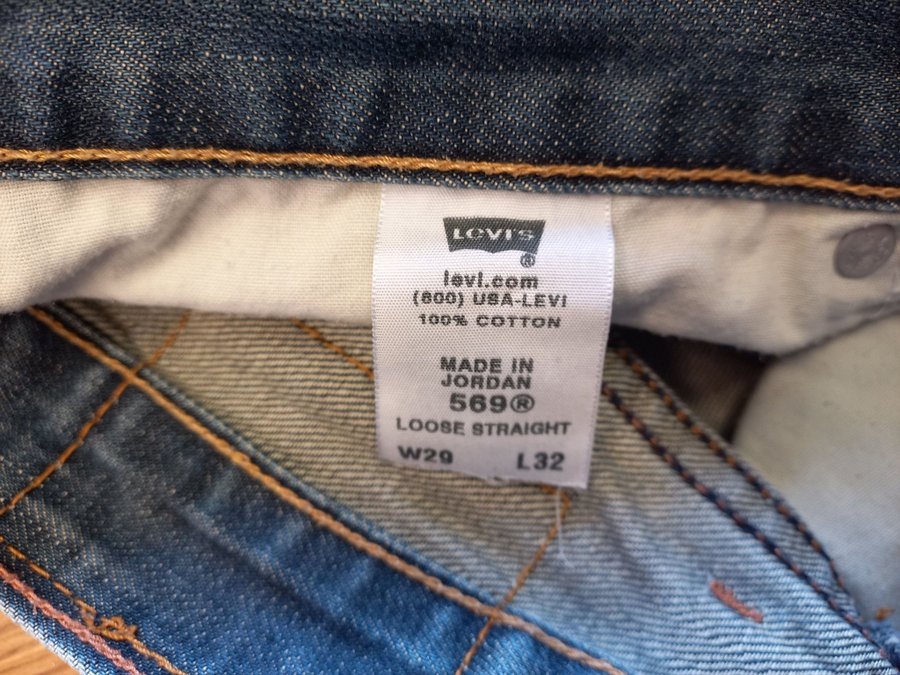 LEVI'S
®
levi.com
(800) USA-LEVI
100% COTTON
MADE IN
JORDAN
569®
LOOSE STRAIGHT
W29 L32